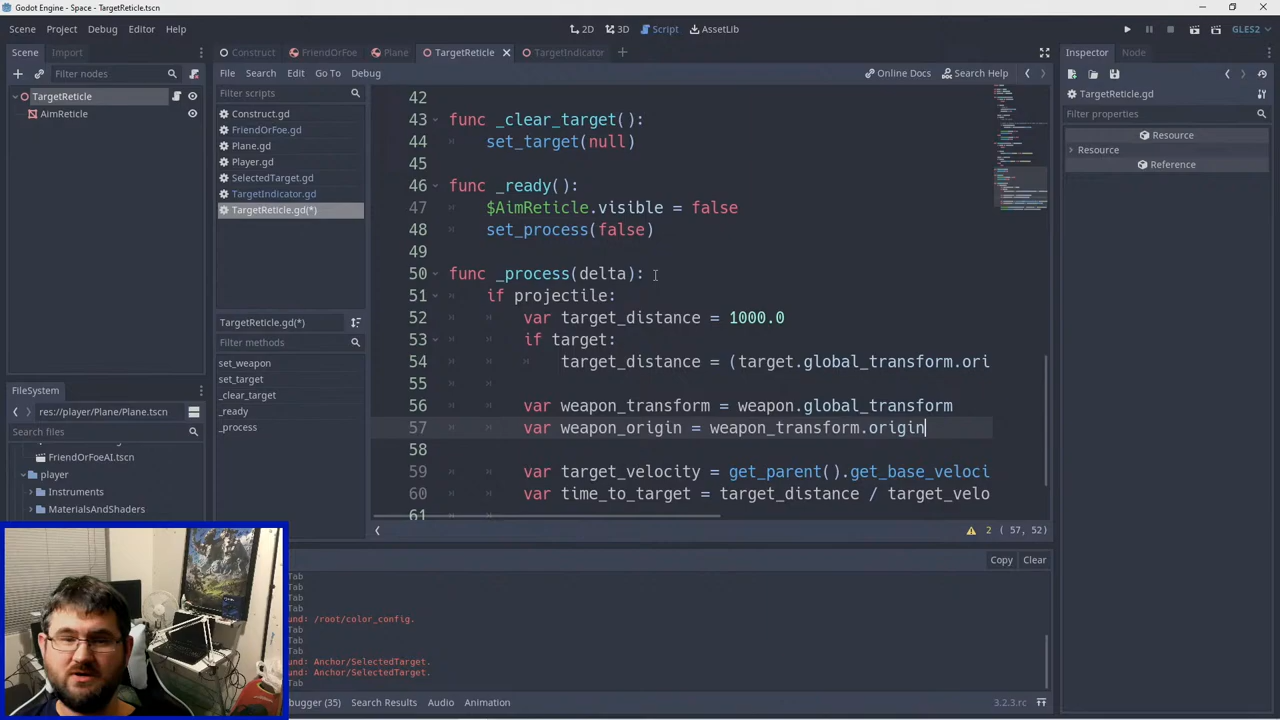 Godot Engine - Space - TargetReticle.tscn
Scene Project Debug Editor Help
2D 3D Script AssetLib
GLES2
Scene Import
Construct FriendOrFoe Plane TargetReticle TargetIndicator
Inspector Node
Filter nodes
File Search Edit Go To Debug
Online Docs Search Help
TargetReticle
AimReticle
Filter scripts
Construct.gd
FriendOrFoe.gd
Plane.gd
Player.gd
SelectedTarget.gd
TargetIndicator.gd
TargetReticle.gd(*)
TargetReticle.gd(*)
Filter methods
set_weapon
set_target
_clear_target
_ready
_process
42
43 func _clear_target():
44 set_target(null)
45
46 func _ready():
47 $AimReticle.visible = false
48 set_process(false)
49
50 func _process(delta):
51 if projectile:
52 var target_distance = 1000.0
53 if target:
54 target_distance = (target.global_transform.ori
55
56 var weapon_transform = weapon.global_transform
57 var weapon_origin = weapon_transform.origin
58
59 var target_velocity = get_parent().get_base_veloci
60 var time_to_target = target_distance / target_velo
61
2 ( 57, 52)
TargetReticle.gd
Filter properties
Resource
Resource
Reference
FileSystem
res://player/Plane/Plane.tscn
Search files
FriendOrFoeAI.tscn
player
Instruments
MaterialsAndShaders
Copy Clear
Tab
Tab
Tab
ound: /root/color_config.
Tab
Tab
Tab
ound: Anchor/SelectedTarget.
ound: Anchor/SelectedTarget.
Tab
bugger (35) Search Results Audio Animation
3.2.3.rc